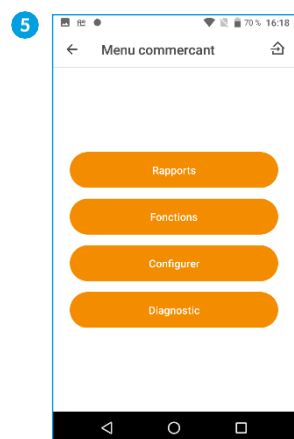 5
70 % 16:18
Menu commercant
Rapports
Fonctions
Configurer
Diagnostic